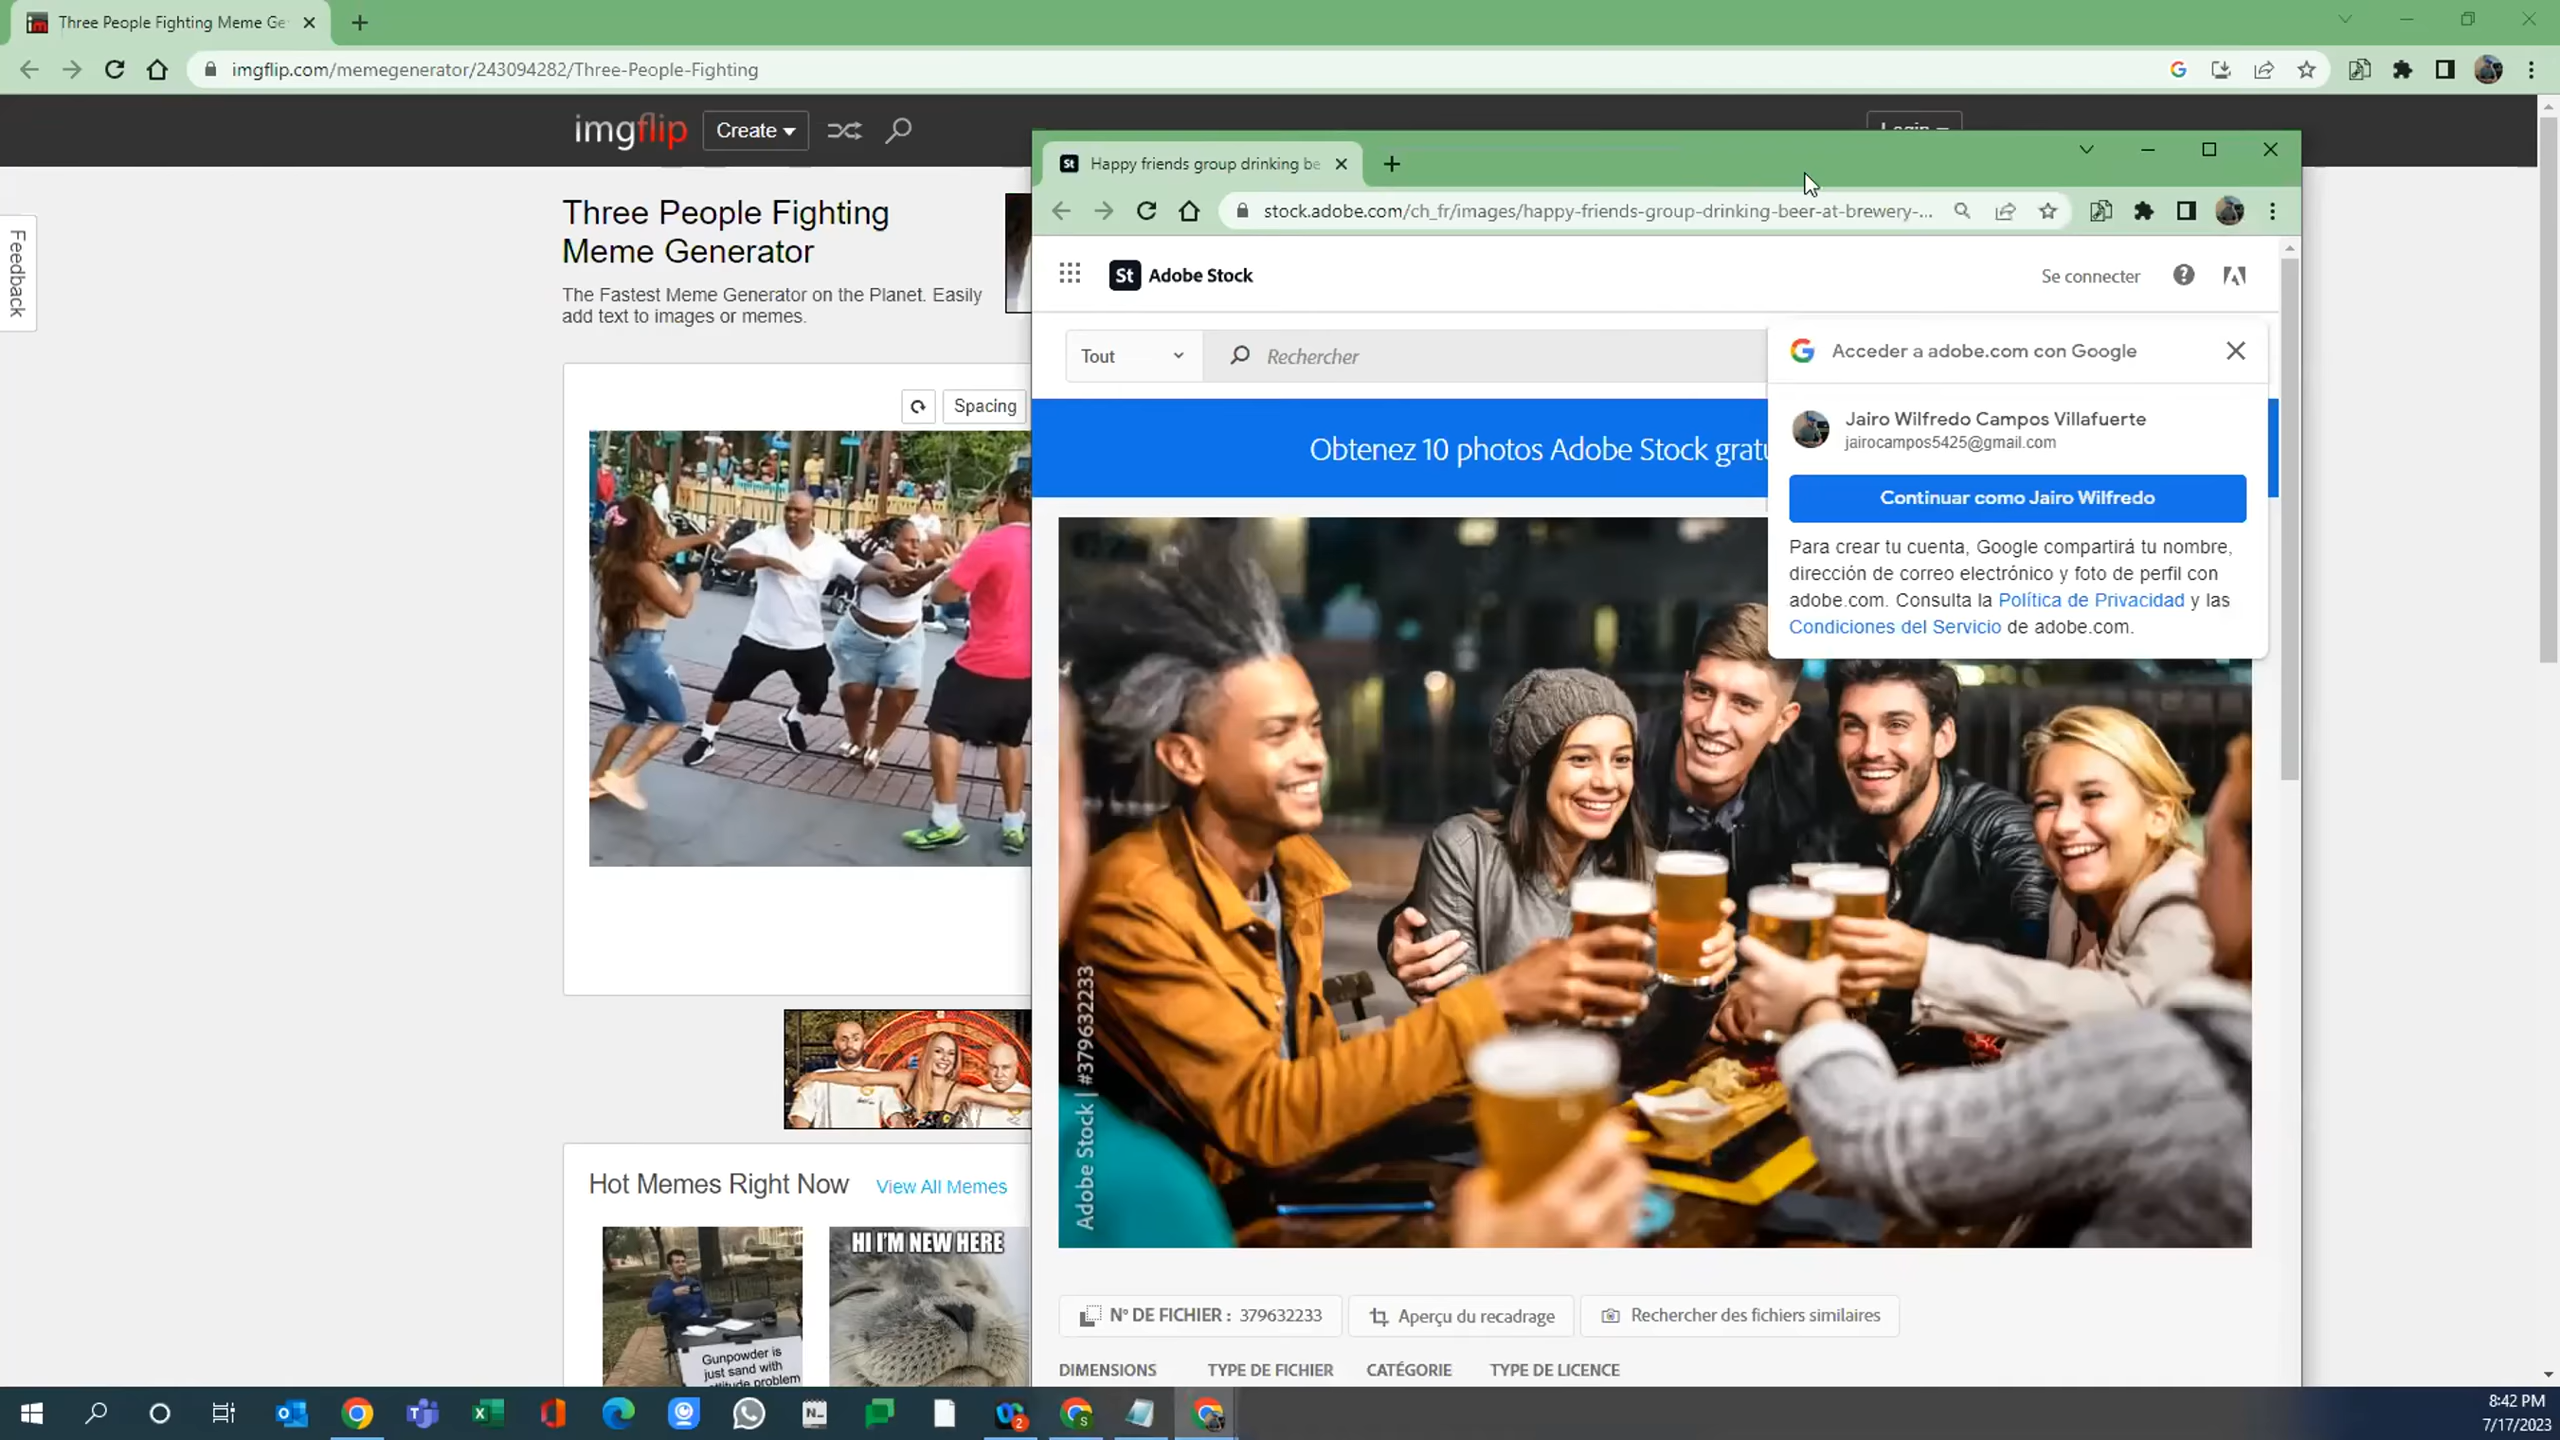 Three People Fighting Meme Ge
imgflip.com/memegenerator/243094282/Three-People-Fighting
imgflip
Create
Login
Feedback
Three People Fighting
Meme Generator
The Fastest Meme Generator on the Planet. Easily
add text to images or memes.
Spacing
Hot Memes Right Now
View All Memes
Gunpowder is
just sand with
HI I'M NEW HERE
Happy friends group drinking be
stock.adobe.com/ch_fr/images/happy-friends-group-drinking-beer-at-brewery-...
St Adobe Stock
Se connecter
Tout
Rechercher
Acceder a adobe.com con Google
Jairo Wilfredo Campos Villafuerte
jairocampos5425@gmail.com
Continuar como Jairo Wilfredo
Para crear tu cuenta, Google compartirá tu nombre,
dirección de correo electrónico y foto de perfil con
adobe.com. Consulta la Política de Privacidad y las
Condiciones del Servicio de adobe.com.
Obtenez 10 photos Adobe Stock
Adobe Stock | #379632233
N° DE FICHIER : 379632233
Aperçu du recadrage
Rechercher des fichiers similaires
DIMENSIONS
TYPE DE FICHIER
CATÉGORIE
TYPE DE LICENCE
8:42 PM
7/17/2023